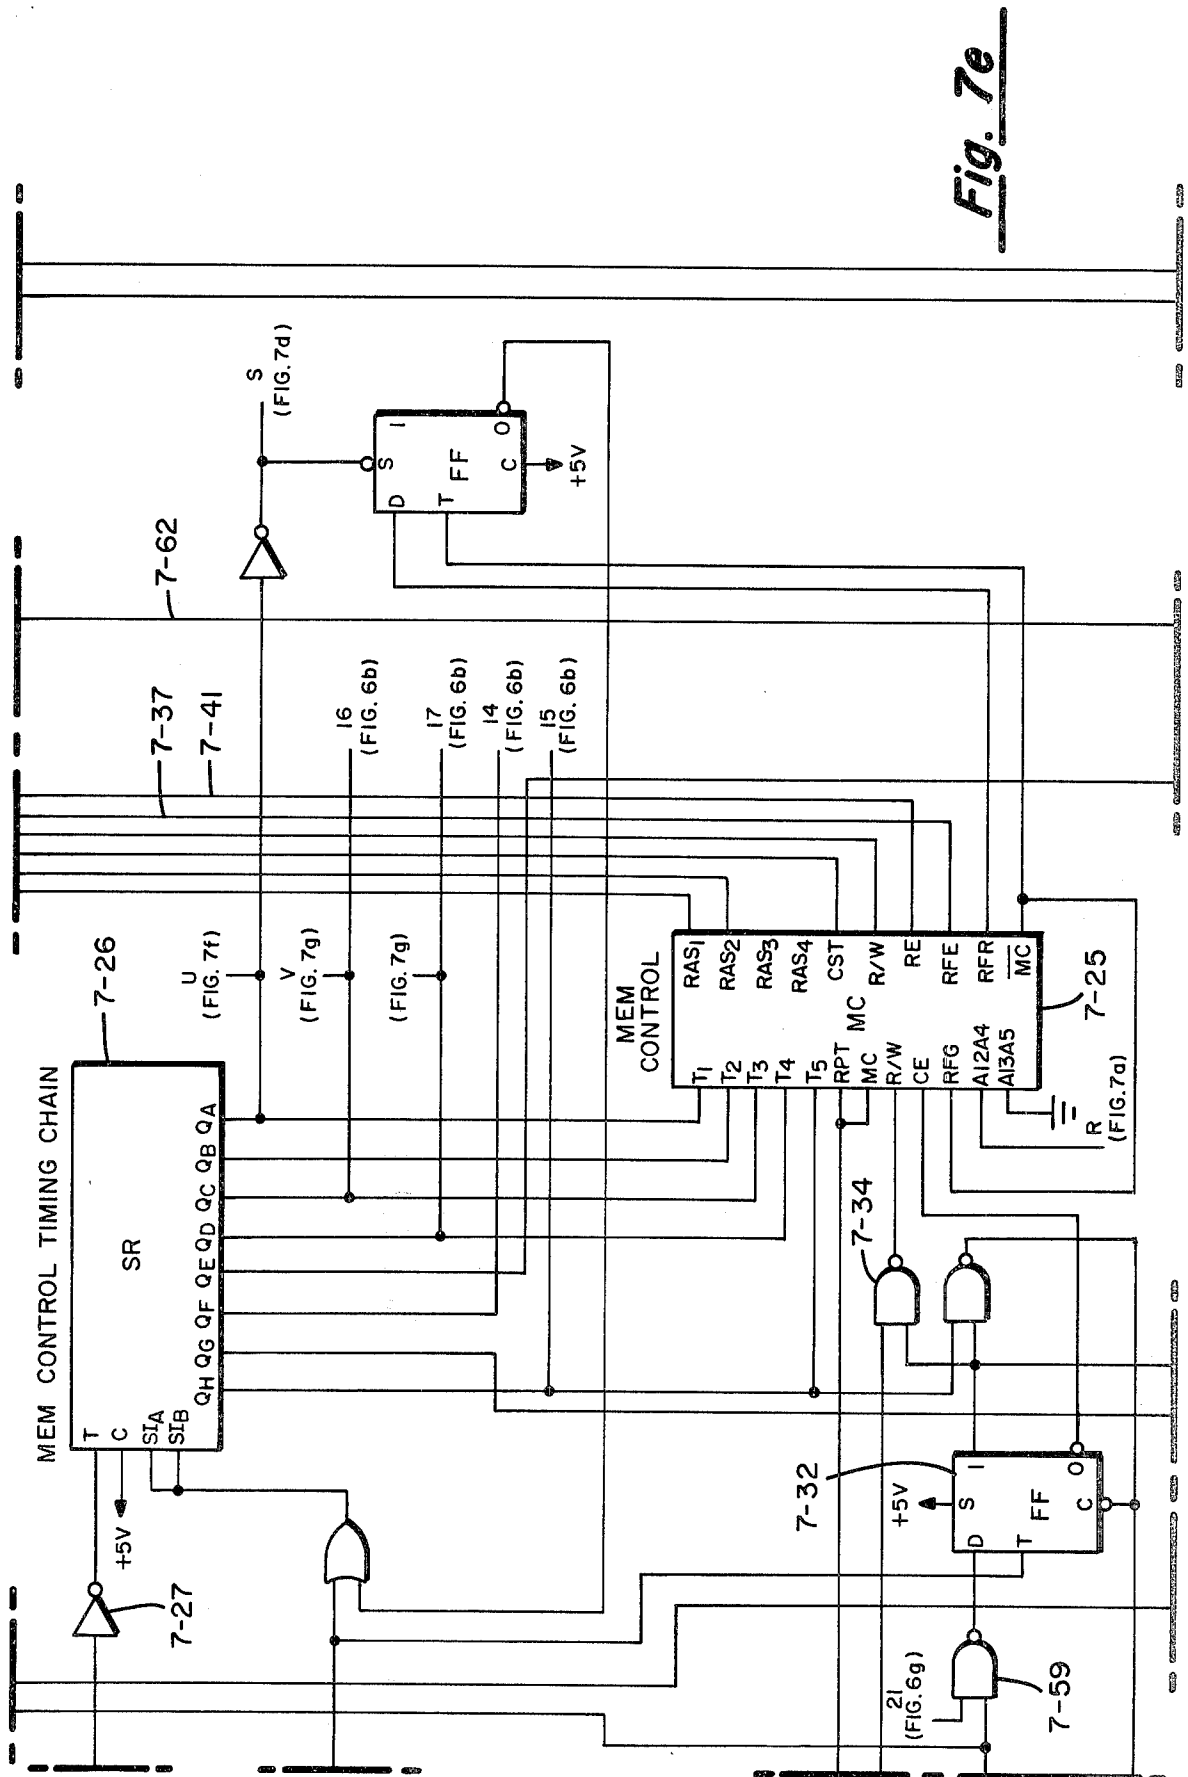 MEM CONTROL TIMING CHAIN
7-26
7-27
T
C
SIA
SIB
+5V
SR
QH QG QF QE QD QC QB QA
U
(FIG. 7f)
V
(FIG. 7g)
(FIG. 7g)
7-37
7-41
7-62
16
(FIG. 6b)
17
(FIG. 6b)
14
(FIG. 6b)
15
(FIG. 6b)
S
(FIG. 7d)
D
S
1
T
FF
C
0
+5V
MEM
CONTROL
T1
T2
T3
T4
T5
RPT
MC
R/W
CE
RFG
A12A4
A13A5
MC
RAS1
RAS2
RAS3
RAS4
CST
R/W
RE
RFE
RFR
MC
7-25
R
(FIG. 7a)
7-34
7-32
+5V
D
S
1
T
FF
C
0
21
(FIG. 6g)
7-59
Fig. 7e